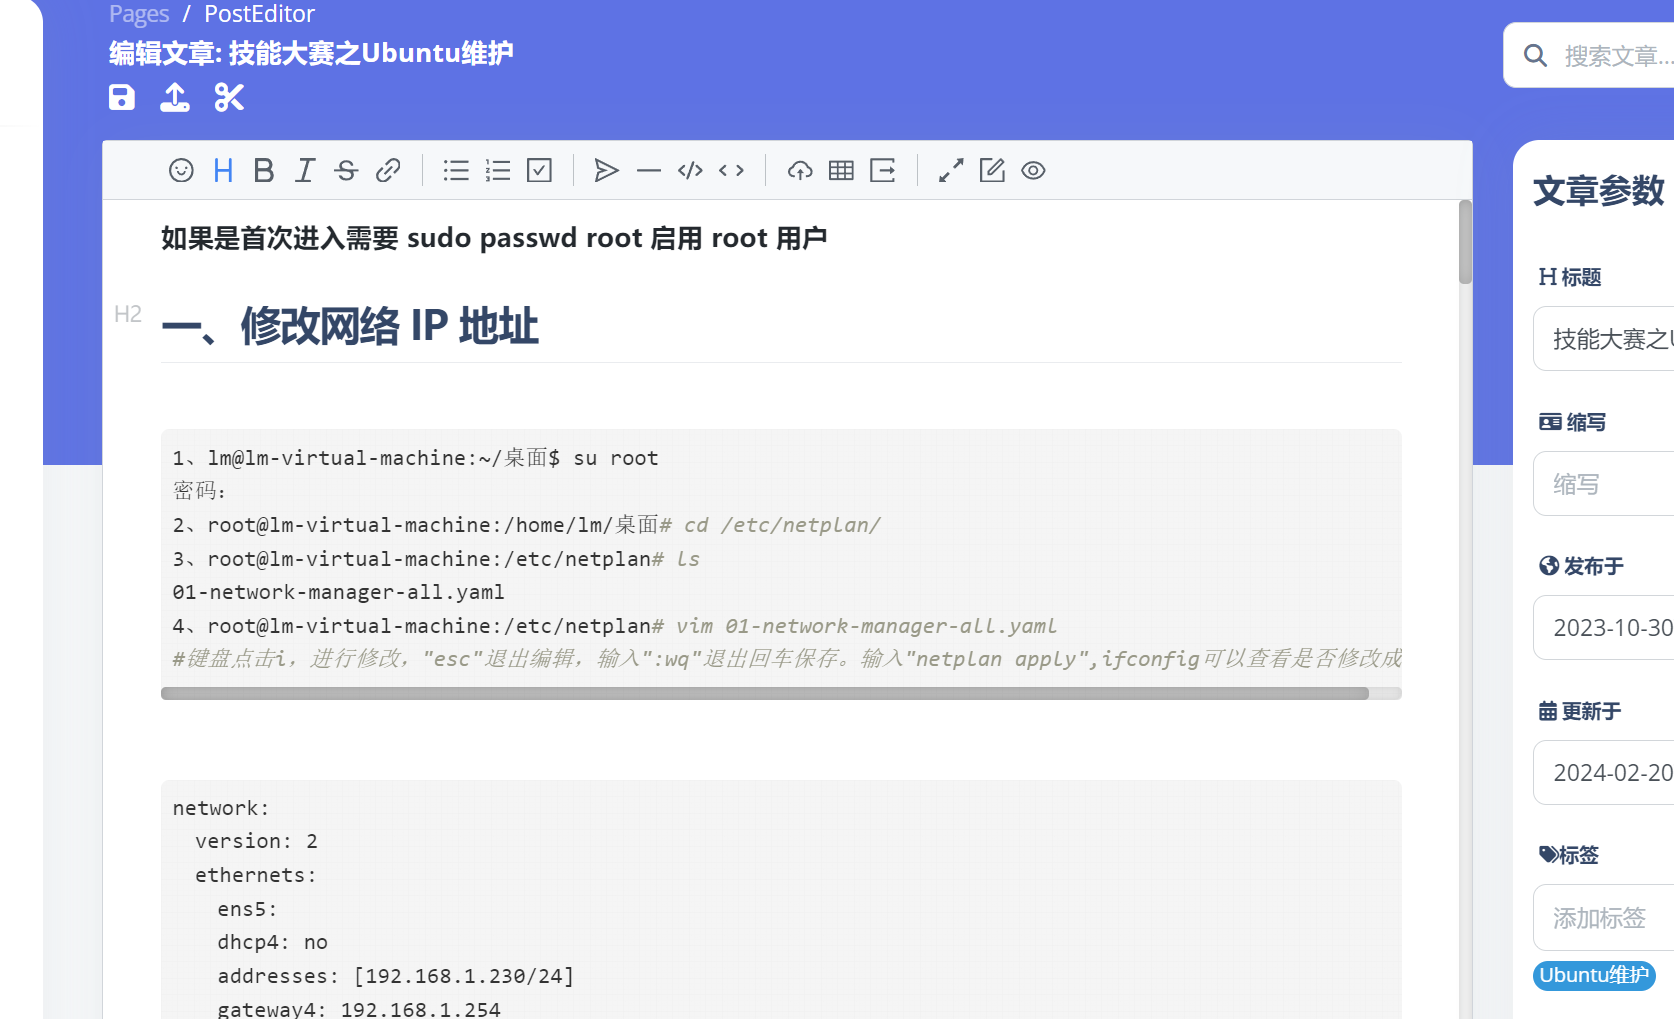 Pages / PostEditor
编辑文章: 技能大赛之Ubuntu维护
搜索文章...
如果是首次进入需要 sudo passwd root 启用 root 用户
H2
一、修改网络 IP 地址
1、lm@lm-virtual-machine:~/桌面$ su root
密码：
2、root@lm-virtual-machine:/home/lm/桌面# cd /etc/netplan/
3、root@lm-virtual-machine:/etc/netplan# ls
01-network-manager-all.yaml
4、root@lm-virtual-machine:/etc/netplan# vim 01-network-manager-all.yaml
#键盘点击i，进行修改，"esc"退出编辑，输入":wq"退出回车保存。输入"netplan apply",ifconfig可以查看是否修改成
network:
  version: 2
  ethernets:
    ens5:
    dhcp4: no
    addresses: [192.168.1.230/24]
    gateway4: 192.168.1.254
文章参数
标题
技能大赛之U
缩写
缩写
发布于
2023-10-30
更新于
2024-02-20
标签
添加标签
Ubuntu维护